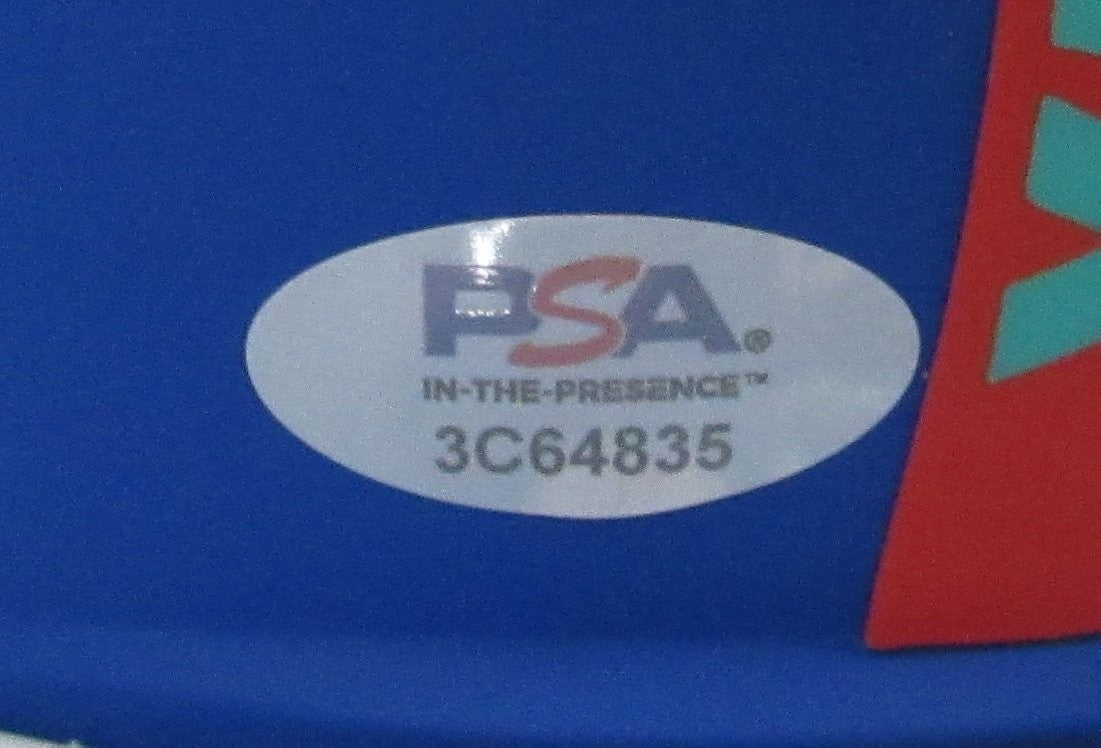 PSA®
IN-THE-PRESENCE™
3C64835